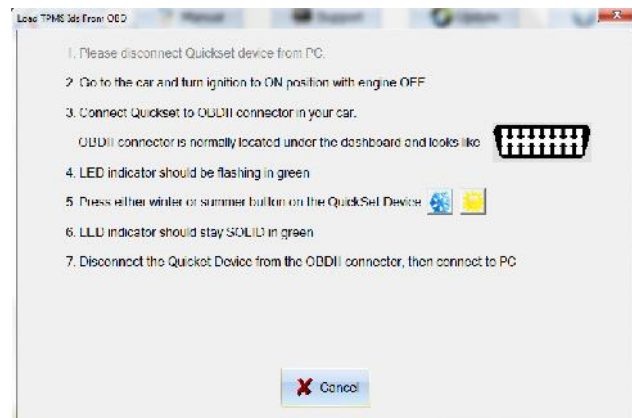 Load TPMS Ids From OBD
Manual
Support
Update
X
1. Please disconnect Quickset device from PC.
2 Go to the car and turn ignition to ON position with engine OFF
3. Connect Quickset to OBDII connector in your car.
OBDII connector is normally located under the dashboard and looks like
4. LED indicator should be flashing in green
5 Press either winter or summer button on the QuickSet Device
6. LED indicator should stay SOLID in green
7. Disconnect the Quicket Device from the OBDII connector, then connect to PC
Cancel